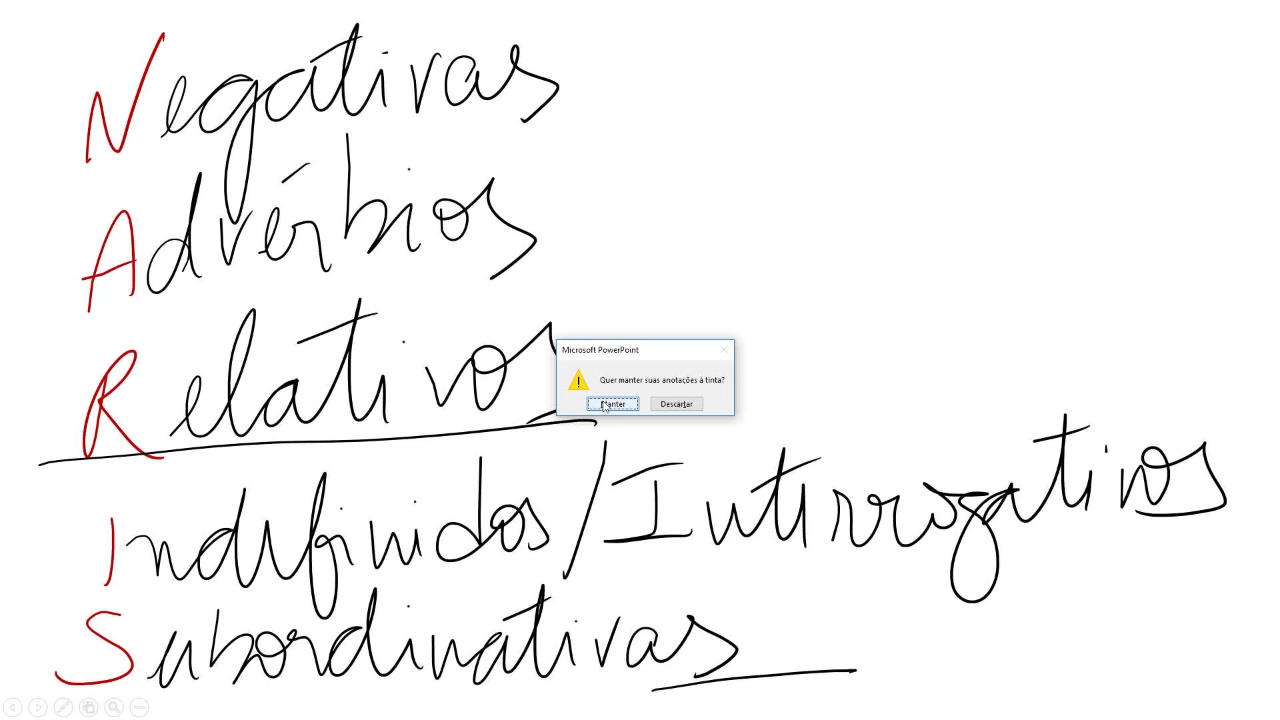 Negativas
Advérbios
Relativos
Indefinidos/Interrogativos
Subordinativas
Microsoft PowerPoint
Quer manter suas anotações à tinta?
Manter Descartar